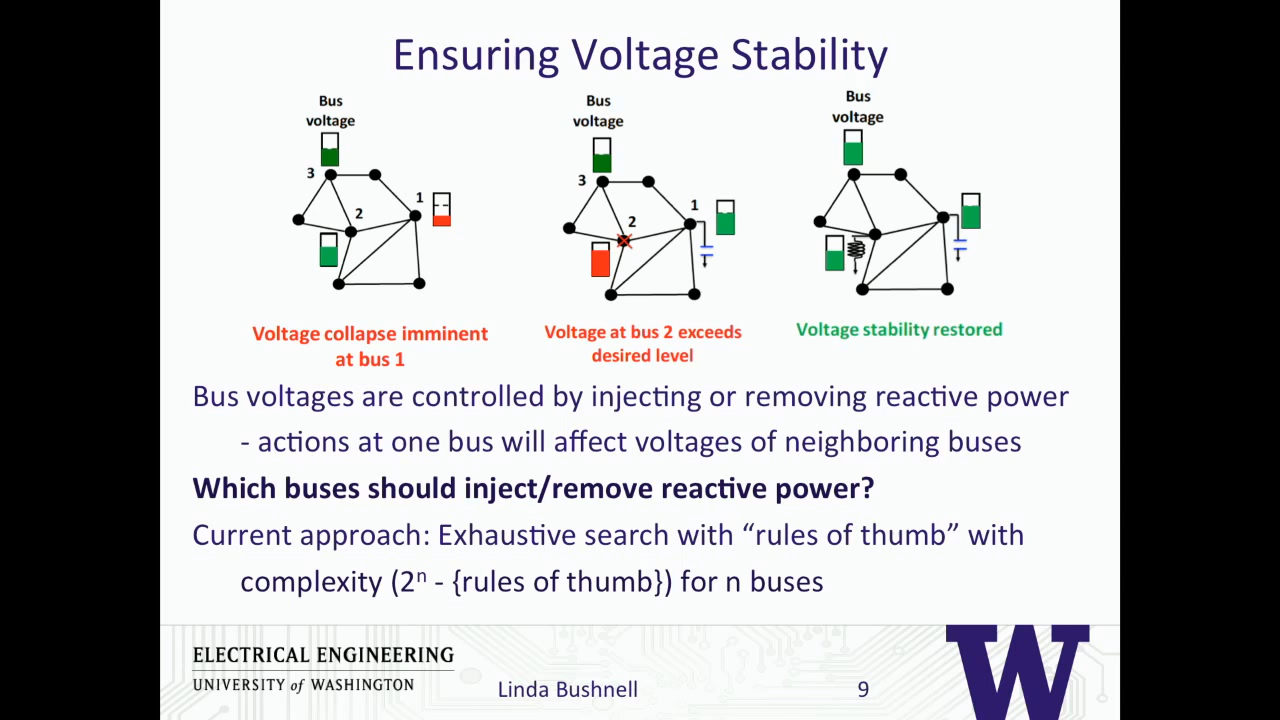 Ensuring Voltage Stability
Bus
voltage
3
2
1
Voltage collapse imminent
at bus 1
Bus
voltage
3
2
1
Voltage at bus 2 exceeds
desired level
Bus
voltage
Voltage stability restored
Bus voltages are controlled by injecting or removing reactive power
- actions at one bus will affect voltages of neighboring buses
Which buses should inject/remove reactive power?
Current approach: Exhaustive search with “rules of thumb” with
complexity (2ⁿ - {rules of thumb}) for n buses
ELECTRICAL ENGINEERING
UNIVERSITY of WASHINGTON
Linda Bushnell
9
W